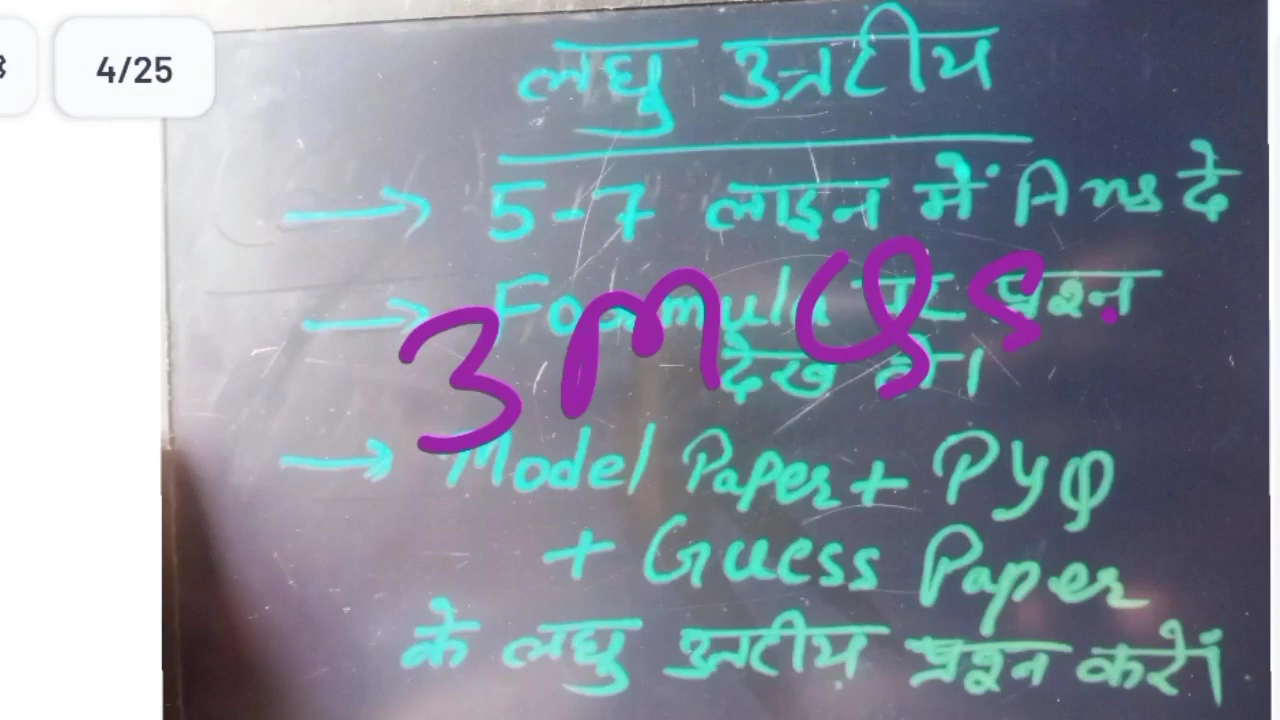 4/25
लघु उत्तरीय
→ 5-7 लाइन में Ans दे
→ Formula पर प्रश्न
देख ले।
3 m Qs.
→ Model Paper + PYQ
+ Guess Paper
के लघु उत्तरीय प्रश्न करें।